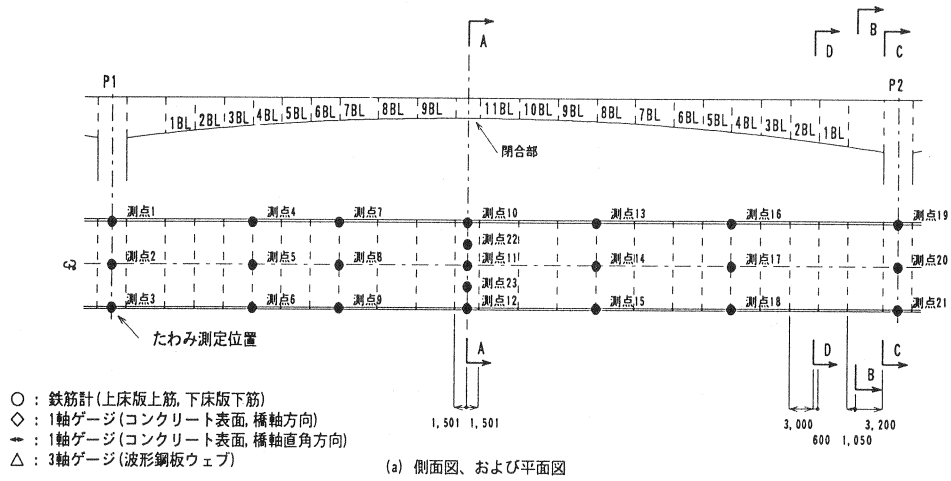 A
B
D
C
P1
P2
1BL 2BL 3BL 4BL 5BL 6BL 7BL 8BL 9BL 11BL 10BL 9BL 8BL 7BL 6BL 5BL 4BL 3BL 2BL 1BL
閉合部
測点1 測点4 測点7 測点10 測点13 測点16 測点19
測点22
測点2 測点5 測点8 測点11 測点14 測点17 測点20
測点23
測点3 測点6 測点9 測点12 測点15 測点18 測点21
たわみ測定位置
A
D
B
C
1,501 1,501
3,000 3,200
600 1,050
○ : 鉄筋計(上床版上筋,下床版下筋)
◇ : 1軸ゲージ(コンクリート表面,橋軸方向)
↔ : 1軸ゲージ(コンクリート表面,橋軸直角方向)
△ : 3軸ゲージ(波形鋼板ウェブ)
(a) 側面図、および平面図